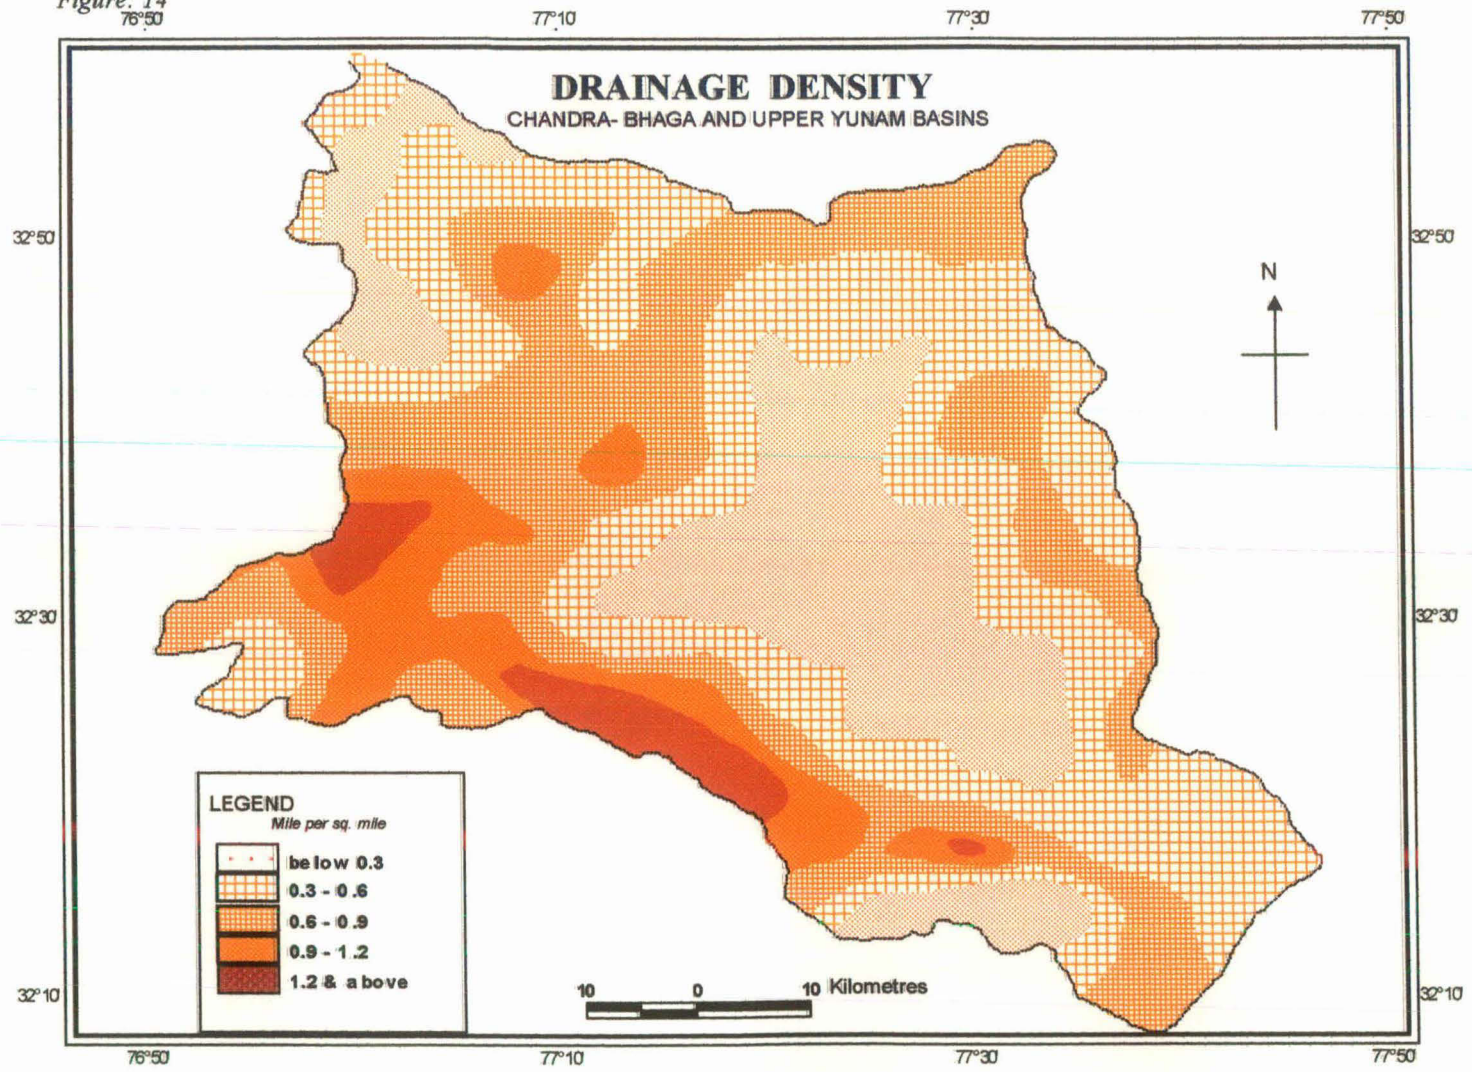 Figure: 14
76°50' 77°10' 77°30' 77°50'
DRAINAGE DENSITY
CHANDRA- BHAGA AND UPPER YUNAM BASINS
32°50' 32°50'
N
32°30' 32°30'
LEGEND
Mile per sq. mile
below 0.3
0.3 - 0.6
0.6 - 0.9
0.9 - 1.2
1.2 & above
10 0 10 Kilometres
32°10' 32°10'
76°50' 77°10' 77°30' 77°50'